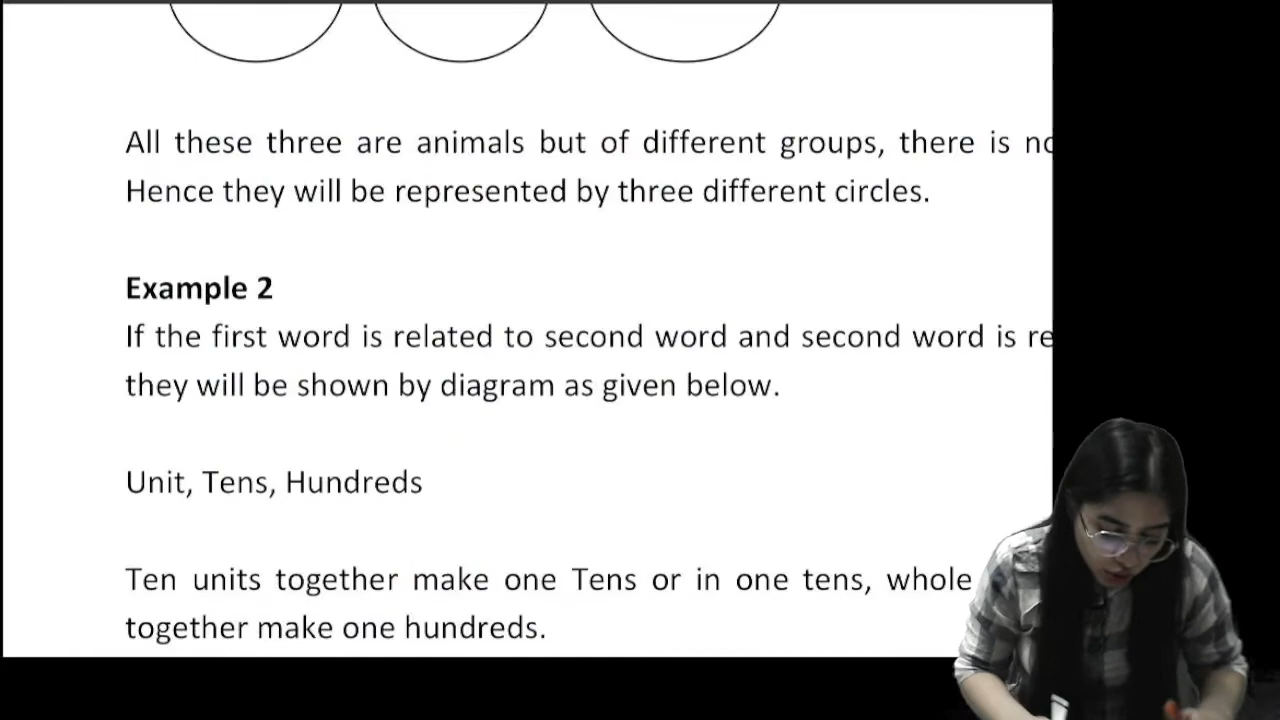 All these three are animals but of different groups, there is
Hence they will be represented by three different circles.
Example 2
If the first word is related to second word and second word is
they will be shown by diagram as given below.
Unit, Tens, Hundreds
Ten units together make one Tens or in one tens, whole
together make one hundreds.